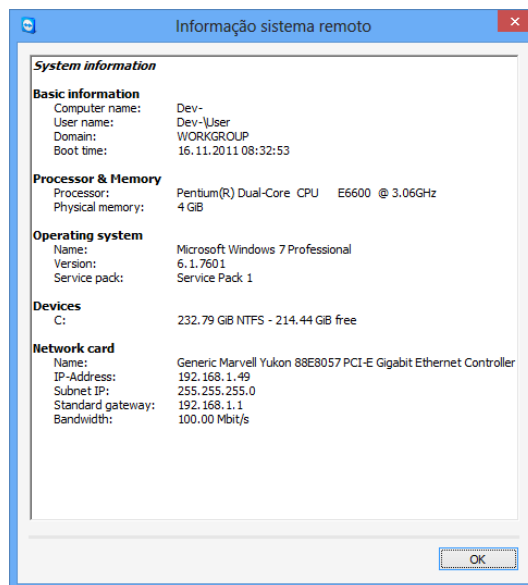 Informação sistema remoto
System information
Basic information
Computer name: Dev-
User name: Dev-\User
Domain: WORKGROUP
Boot time: 16.11.2011 08:32:53
Processor & Memory
Processor: Pentium(R) Dual-Core CPU E6600 @ 3.06GHz
Physical memory: 4 GiB
Operating system
Name: Microsoft Windows 7 Professional
Version: 6.1.7601
Service pack: Service Pack 1
Devices
C: 232.79 GiB NTFS - 214.44 GiB free
Network card
Name: Generic Marvell Yukon 88E8057 PCI-E Gigabit Ethernet Controller
IP-Address: 192.168.1.49
Subnet IP: 255.255.255.0
Standard gateway: 192.168.1.1
Bandwidth: 100.00 Mbit/s
OK